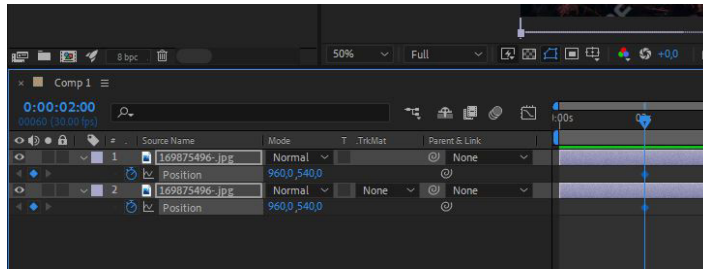 8 bpc
50% Full +0,0
Comp 1
0:00:02:00
00060 (30.00 fps)
:00s
# . Source Name Mode T .TrkMat Parent & Link
1 169875496-.jpg Normal None
Position 960,0,540,0
2 169875496-.jpg Normal None None
Position 960,0,540,0